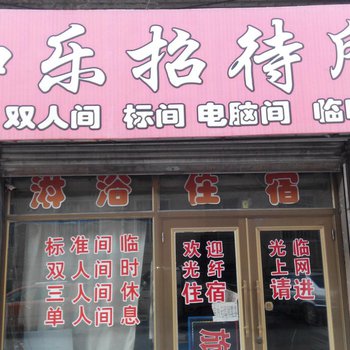 乐招待
双人间 标间 电脑间 临
淋浴住宿
标准间临
双人间时
三人间休
单人间息
欢迎
光纤
住宿
光临
上网
请进